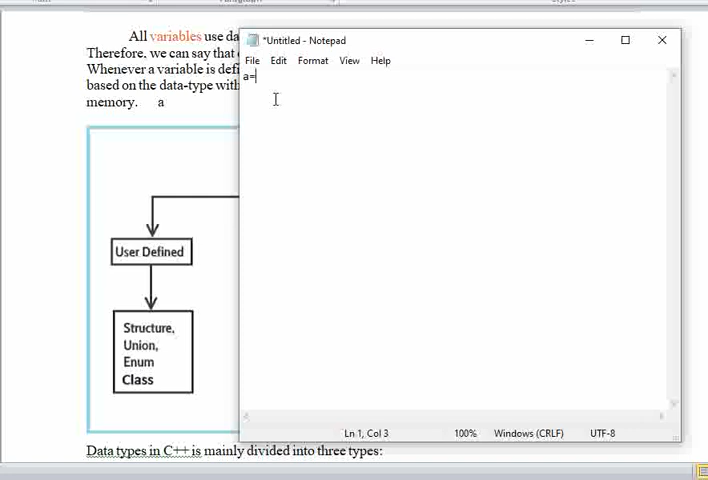 All variables use da
Therefore, we can say that
Whenever a variable is defi
based on the data-type with
memory. a
User Defined
Structure,
Union,
Enum
Class
Data types in C++ is mainly divided into three types:
*Untitled - Notepad
File Edit Format View Help
a=
Ln 1, Col 3 100% Windows (CRLF) UTF-8